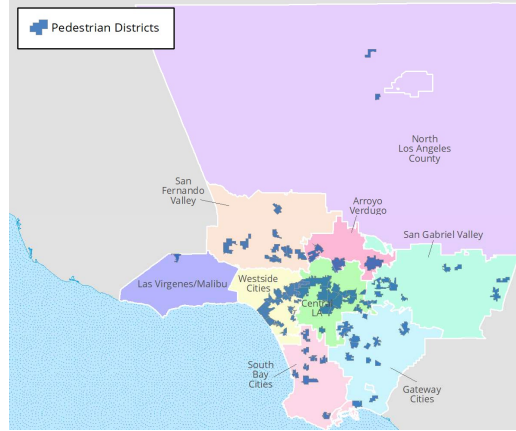 Pedestrian Districts
North
Los Angeles
County
San
Fernando
Valley
Arroyo
Verdugo
San Gabriel Valley
Las Virgenes/Malibu
Westside
Cities
Central
LA
South
Bay
Cities
Gateway
Cities